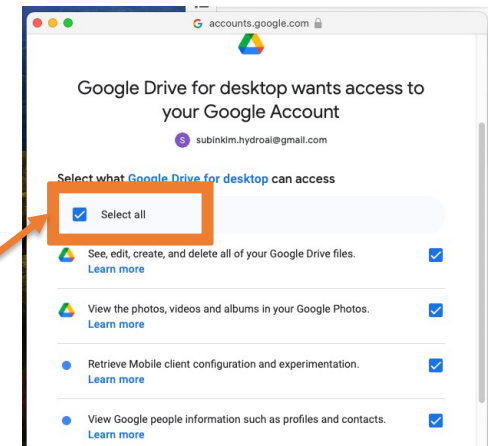 accounts.google.com
Google Drive for desktop wants access to
your Google Account
S subinkim.hydroai@gmail.com
Select what Google Drive for desktop can access
Select all
See, edit, create, and delete all of your Google Drive files.
Learn more
View the photos, videos and albums in your Google Photos.
Learn more
Retrieve Mobile client configuration and experimentation.
Learn more
View Google people information such as profiles and contacts.
Learn more